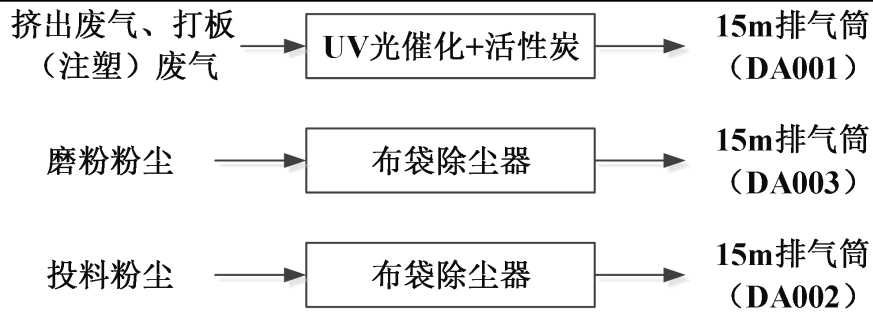 挤出废气、打板
（注塑）废气
UV光催化+活性炭
15m排气筒
（DA001）
磨粉粉尘
布袋除尘器
15m排气筒
（DA003）
投料粉尘
布袋除尘器
15m排气筒
（DA002）